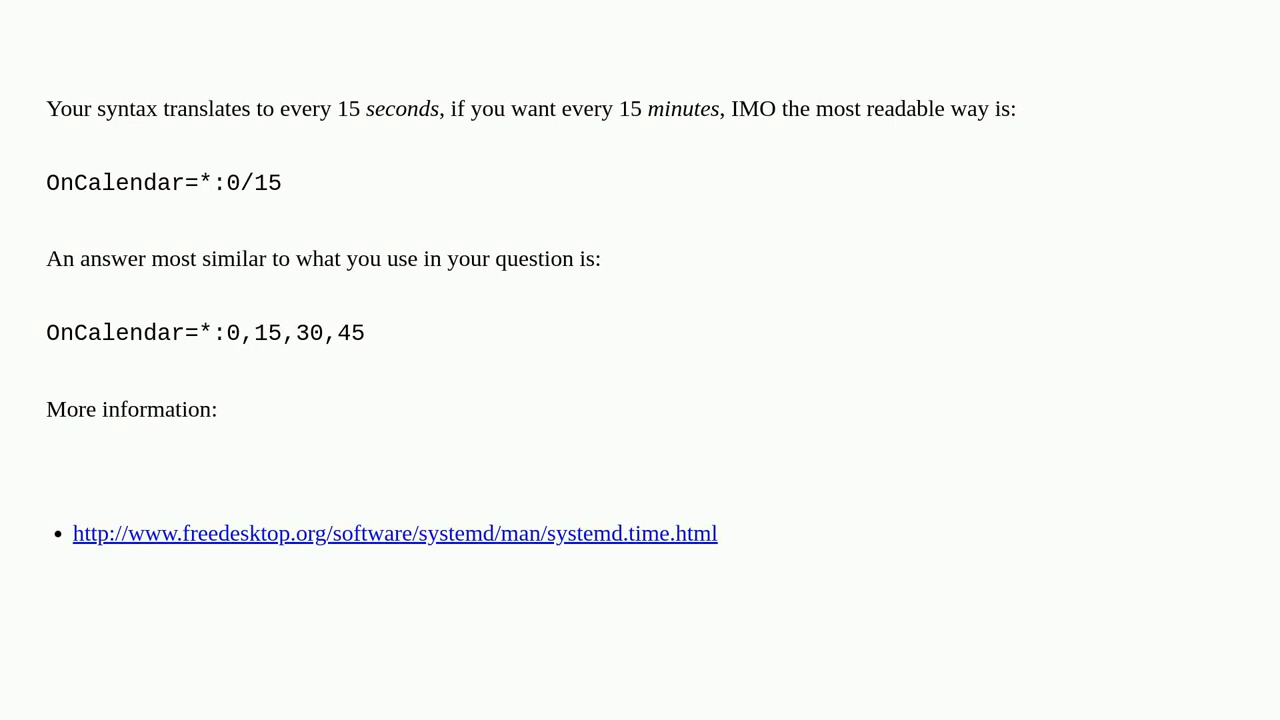 Your syntax translates to every 15 seconds, if you want every 15 minutes, IMO the most readable way is:
OnCalendar=*:0/15
An answer most similar to what you use in your question is:
OnCalendar=*:0,15,30,45
More information:
• http://www.freedesktop.org/software/systemd/man/systemd.time.html